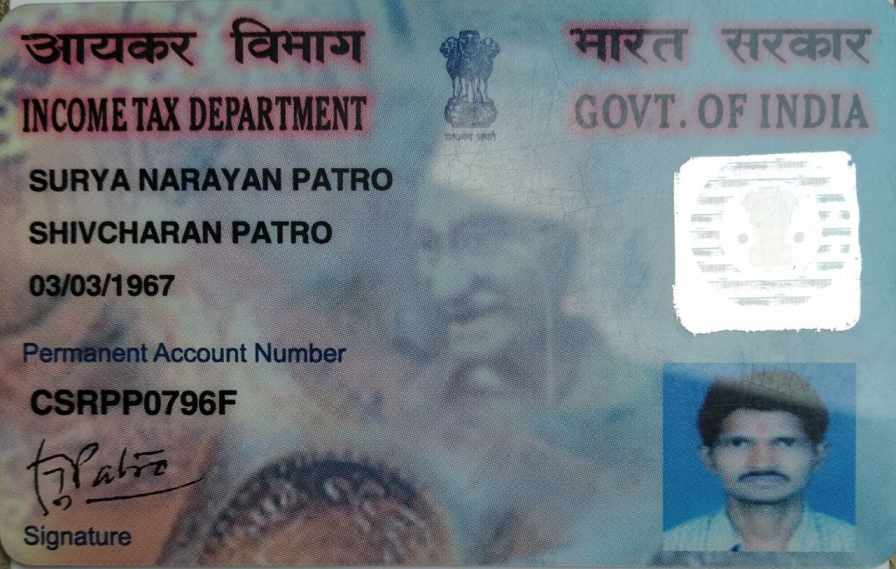 आयकर विभाग
भारत सरकार
INCOME TAX DEPARTMENT
GOVT. OF INDIA
सत्यमेव जयते
SURYA NARAYAN PATRO
SHIVCHARAN PATRO
03/03/1967
Permanent Account Number
CSRPP0796F
Patro
Signature